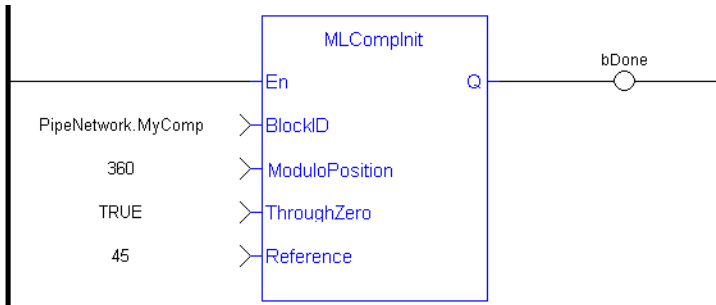 MLCompInit
bDone
En Q
PipeNetwork.MyComp BlockID
360 ModuloPosition
TRUE ThroughZero
45 Reference